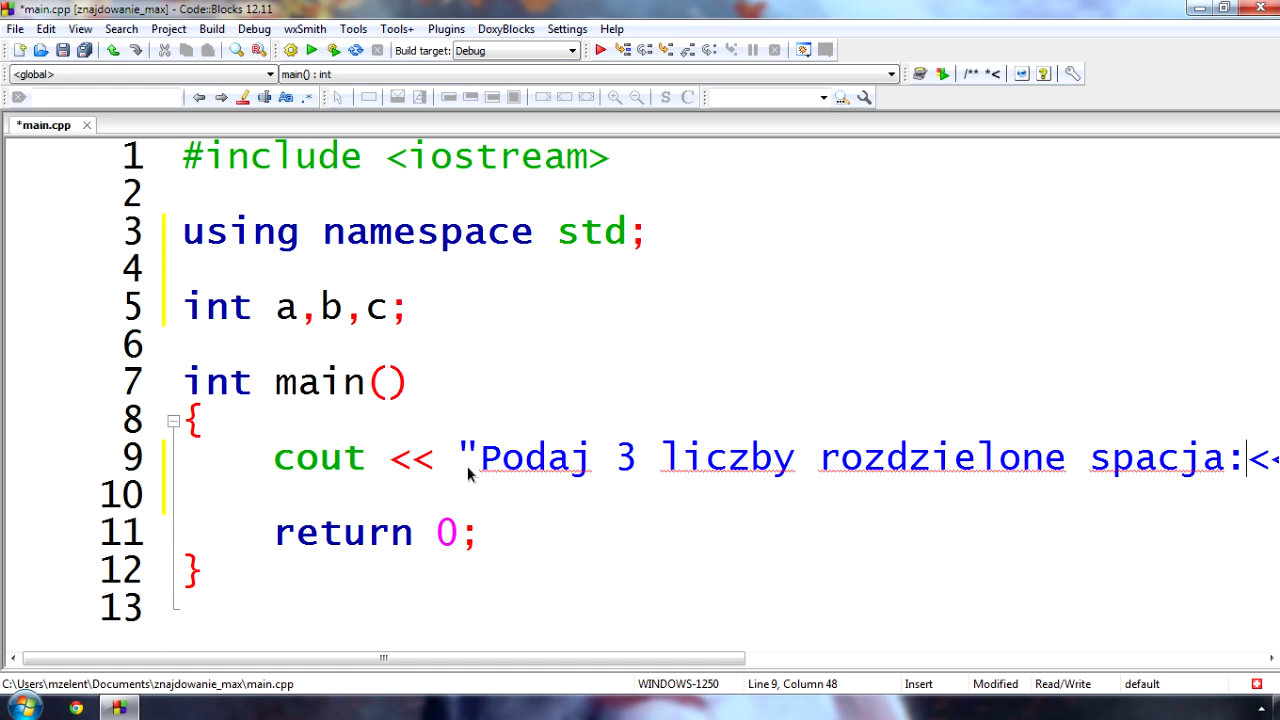 *main.cpp [znajdowanie_max] - Code::Blocks 12.11
File Edit View Search Project Build Debug wxSmith Tools Tools+ Plugins DoxyBlocks Settings Help
Build target: Debug
<global> main() : int /** *<
S C
*main.cpp
1 #include <iostream>
2
3 using namespace std;
4
5 int a,b,c;
6
7 int main()
8 {
9 cout << "Podaj 3 liczby rozdzielone spacja:<<
10
11 return 0;
12 }
13
C:\Users\mzelent\Documents\znajdowanie_max\main.cpp WINDOWS-1250 Line 9, Column 48 Insert Modified Read/Write default